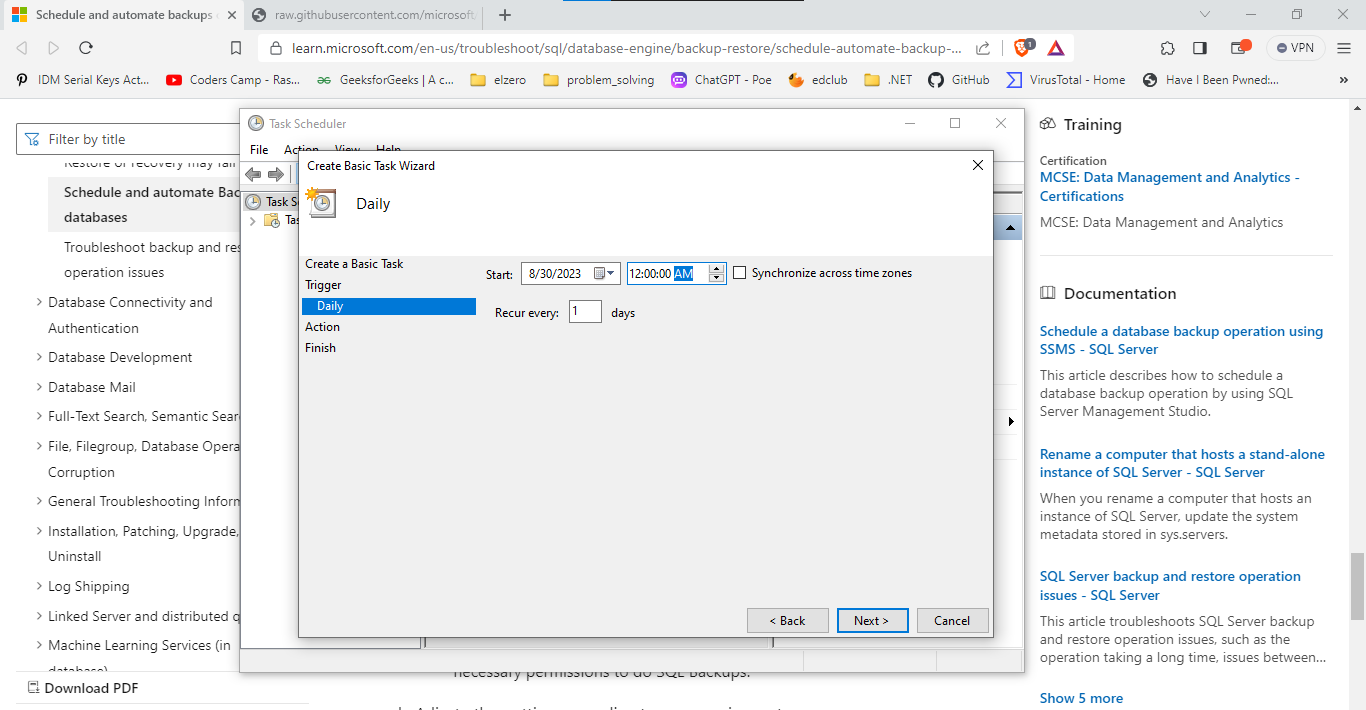 Schedule and automate backups
raw.githubusercontent.com/microsoft
learn.microsoft.com/en-us/troubleshoot/sql/database-engine/backup-restore/schedule-automate-backup-...
1
VPN
IDM Serial Keys Act...
Coders Camp - Ras...
GeeksforGeeks | A c...
elzero
problem_solving
ChatGPT - Poe
edclub
.NET
GitHub
VirusTotal - Home
Have I Been Pwned:...
»
Filter by title
Restore or recovery may fail
Schedule and automate Bac
databases
Troubleshoot backup and res
operation issues
Database Connectivity and
Authentication
Database Development
Database Mail
Full-Text Search, Semantic Sear
File, Filegroup, Database Opera
Corruption
General Troubleshooting Inform
Installation, Patching, Upgrade,
Uninstall
Log Shipping
Linked Server and distributed q
Machine Learning Services (in
database)
Download PDF
Task Scheduler
File Action View Help
Task S
Tas
Create Basic Task Wizard
Daily
Create a Basic Task
Trigger
Daily
Action
Finish
Start: 8/30/2023 12:00:00 AM Synchronize across time zones
Recur every: 1 days
< Back
Next >
Cancel
necessary permissions to do SQL Backups.
Training
Certification
MCSE: Data Management and Analytics -
Certifications
MCSE: Data Management and Analytics
Documentation
Schedule a database backup operation using
SSMS - SQL Server
This article describes how to schedule a
database backup operation by using SQL
Server Management Studio.
Rename a computer that hosts a stand-alone
instance of SQL Server - SQL Server
When you rename a computer that hosts an
instance of SQL Server, update the system
metadata stored in sys.servers.
SQL Server backup and restore operation
issues - SQL Server
This article troubleshoots SQL Server backup
and restore operation issues, such as the
operation taking a long time, issues between...
Show 5 more